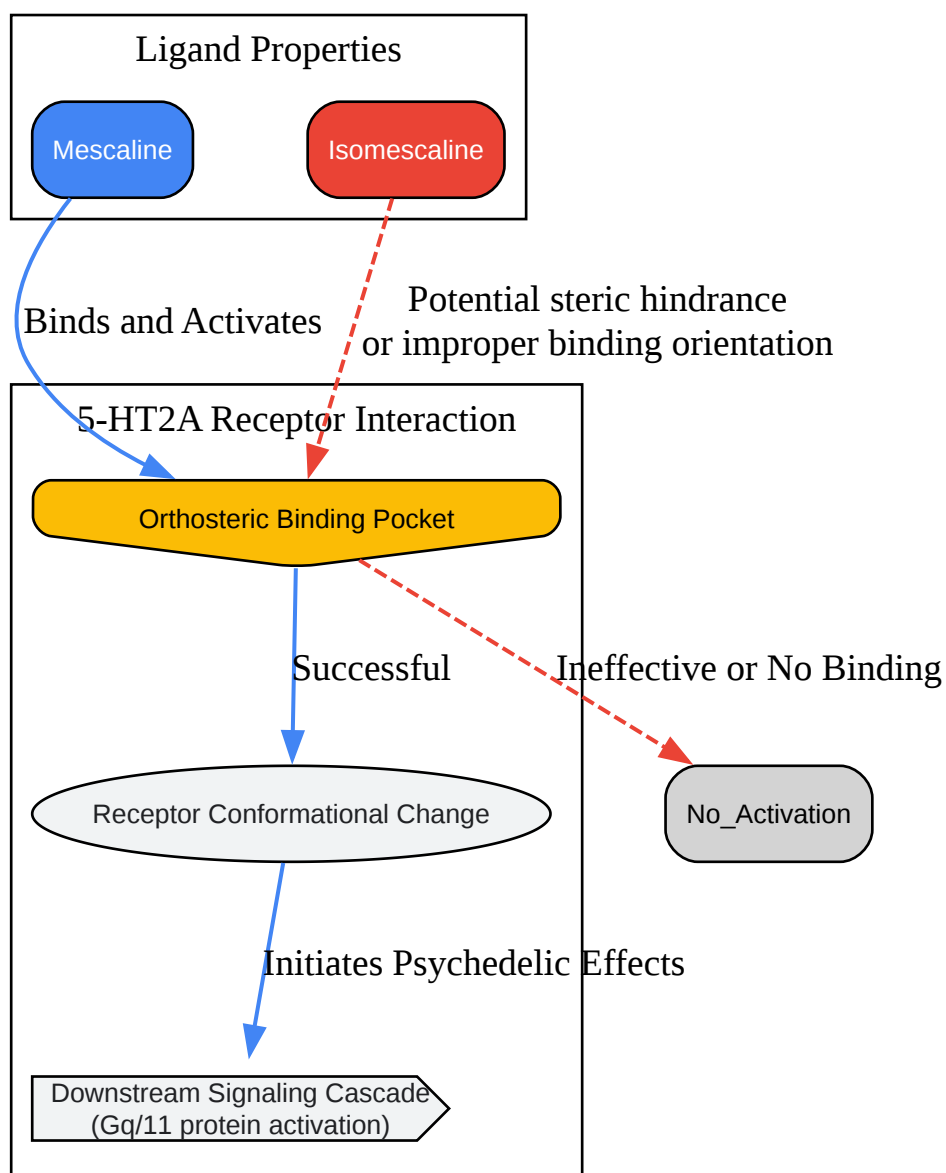 Ligand Properties
Mescaline
Isomescaline
Binds and Activates
Potential steric hindrance
or improper binding orientation
5-HT2A Receptor Interaction
Orthosteric Binding Pocket
Successful
Ineffective or No Binding
Receptor Conformational Change
No_Activation
Initiates Psychedelic Effects
Downstream Signaling Cascade
(Gq/11 protein activation)